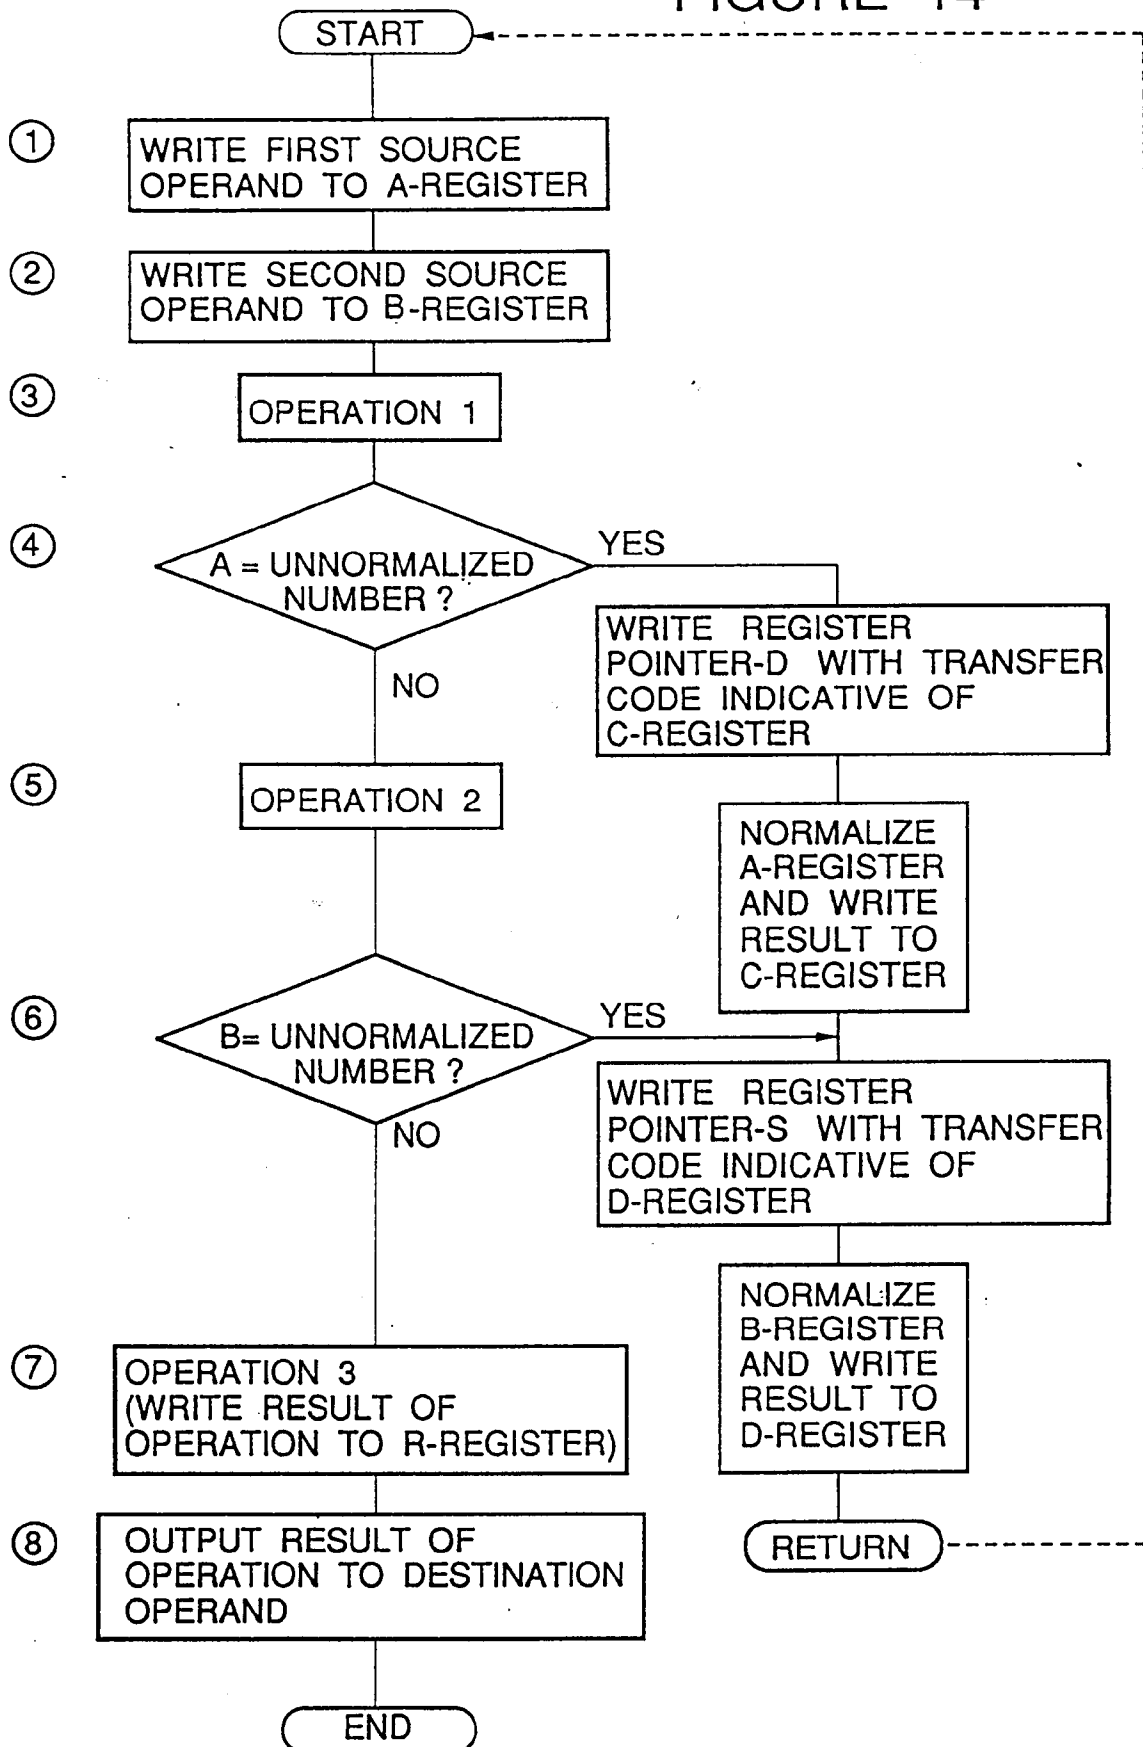 FIGURE 14
START
①
WRITE FIRST SOURCE
OPERAND TO A-REGISTER
②
WRITE SECOND SOURCE
OPERAND TO B-REGISTER
③
OPERATION 1
④
A = UNNORMALIZED
NUMBER ?
YES
NO
WRITE REGISTER
POINTER-D WITH TRANSFER
CODE INDICATIVE OF
C-REGISTER
⑤
OPERATION 2
NORMALIZE
A-REGISTER
AND WRITE
RESULT TO
C-REGISTER
⑥
B= UNNORMALIZED
NUMBER ?
YES
NO
WRITE REGISTER
POINTER-S WITH TRANSFER
CODE INDICATIVE OF
D-REGISTER
NORMALIZE
B-REGISTER
AND WRITE
RESULT TO
D-REGISTER
⑦
OPERATION 3
(WRITE RESULT OF
OPERATION TO R-REGISTER)
⑧
OUTPUT RESULT OF
OPERATION TO DESTINATION
OPERAND
RETURN
END